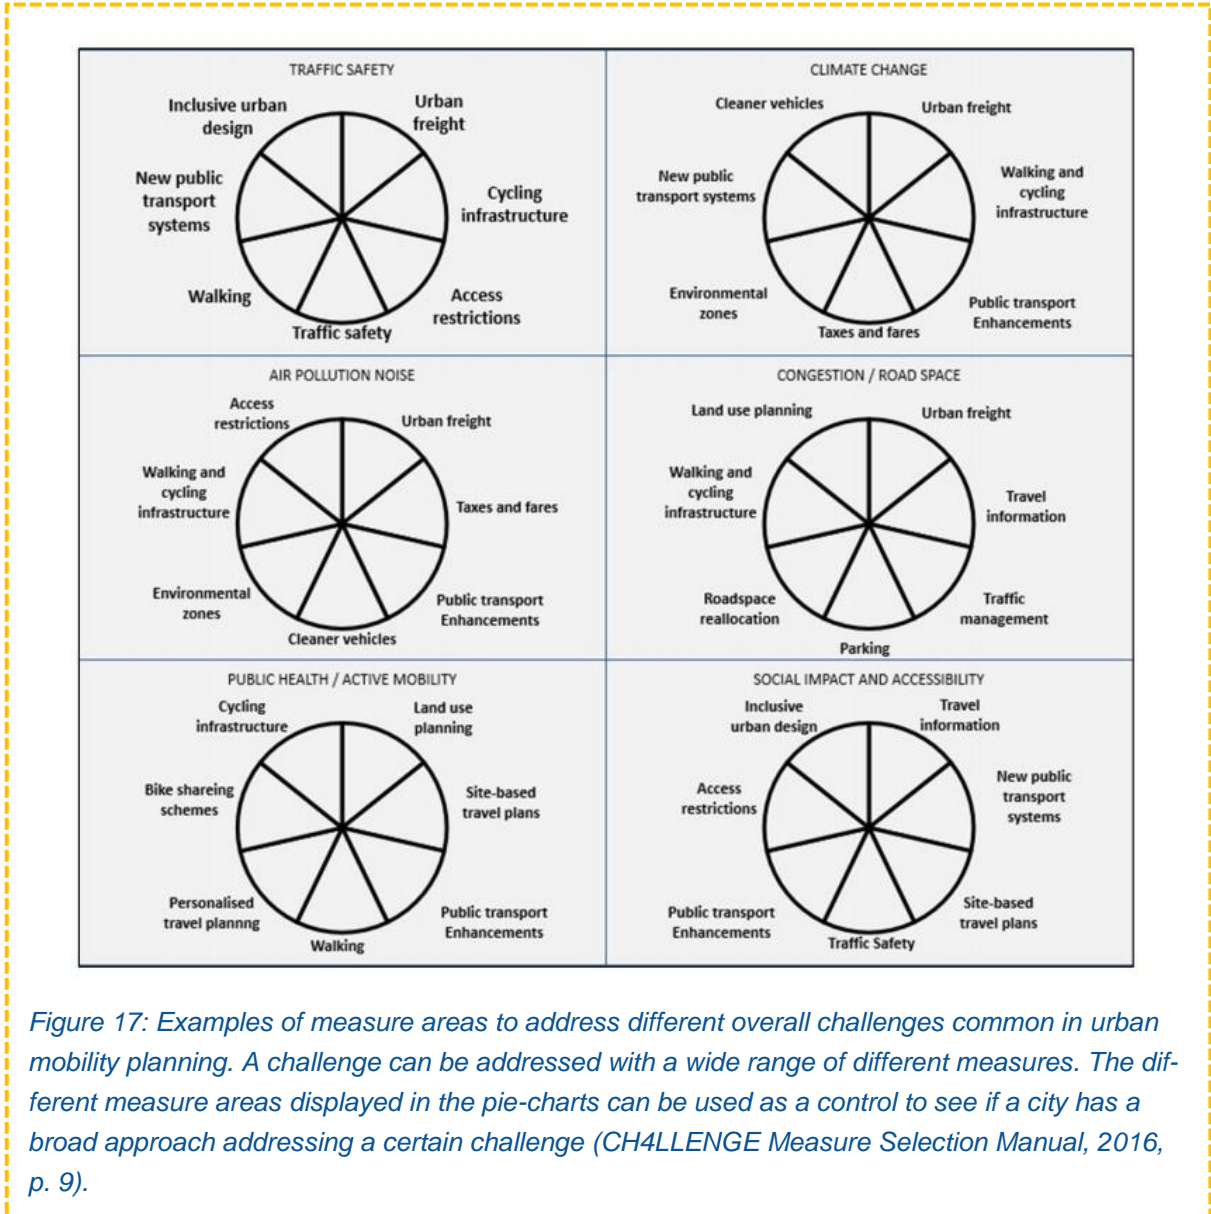 TRAFFIC SAFETY
Inclusive urban
design
Urban
freight
New public
transport
systems
Cycling
infrastructure
Walking
Access
restrictions
Traffic safety
CLIMATE CHANGE
Cleaner vehicles
Urban freight
New public
transport systems
Walking and
cycling
infrastructure
Environmental
zones
Public transport
Enhancements
Taxes and fares
AIR POLLUTION NOISE
Access
restrictions
Urban freight
Walking and
cycling
infrastructure
Taxes and fares
Environmental
zones
Public transport
Enhancements
Cleaner vehicles
CONGESTION / ROAD SPACE
Land use planning
Urban freight
Walking and
cycling
infrastructure
Travel
information
Roadspace
reallocation
Traffic
management
Parking
PUBLIC HEALTH / ACTIVE MOBILITY
Cycling
infrastructure
Land use
planning
Bike shareing
schemes
Site-based
travel plans
Personalised
travel plannng
Public transport
Enhancements
Walking
SOCIAL IMPACT AND ACCESSIBILITY
Inclusive
urban design
Travel
information
Access
restrictions
New public
transport
systems
Public transport
Enhancements
Site-based
travel plans
Traffic Safety
Figure 17: Examples of measure areas to address different overall challenges common in urban
mobility planning. A challenge can be addressed with a wide range of different measures. The dif-
ferent measure areas displayed in the pie-charts can be used as a control to see if a city has a
broad approach addressing a certain challenge (CH4LLENGE Measure Selection Manual, 2016,
p. 9).